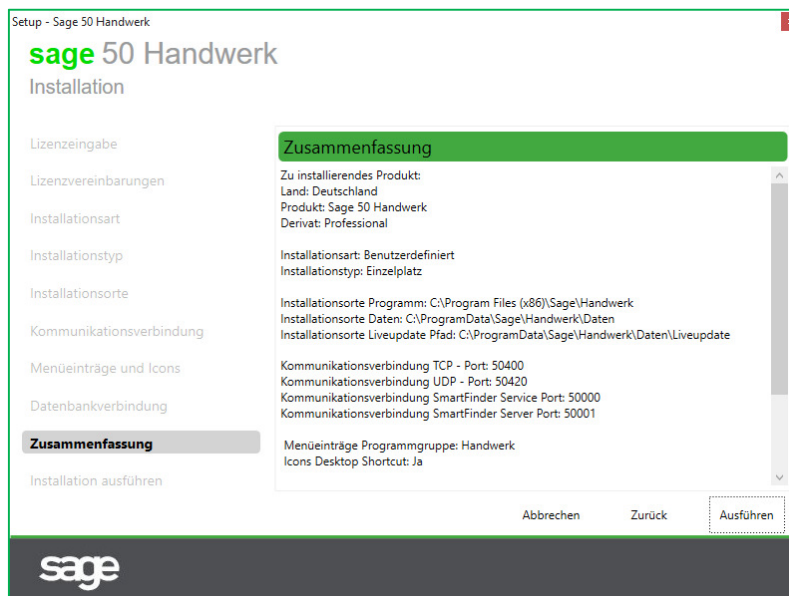 Setup - Sage 50 Handwerk
sage 50 Handwerk
Installation
Lizenzeingabe
Lizenzvereinbarungen
Installationsart
Installationstyp
Installationsorte
Kommunikationsverbindung
Menüeinträge und Icons
Datenbankverbindung
Zusammenfassung
Installation ausführen
Zusammenfassung
Zu installierendes Produkt:
Land: Deutschland
Produkt: Sage 50 Handwerk
Derivat: Professional
Installationsart: Benutzerdefiniert
Installationstyp: Einzelplatz
Installationsorte Programm: C:\Program Files (x86)\Sage\Handwerk
Installationsorte Daten: C:\ProgramData\Sage\Handwerk\Daten
Installationsorte Liveupdate Pfad: C:\ProgramData\Sage\Handwerk\Daten\Liveupdate
Kommunikationsverbindung TCP - Port: 50400
Kommunikationsverbindung UDP - Port: 50420
Kommunikationsverbindung SmartFinder Service Port: 50000
Kommunikationsverbindung SmartFinder Server Port: 50001
Menüeinträge Programmgruppe: Handwerk
Icons Desktop Shortcut: Ja
Abbrechen Zurück Ausführen
sage